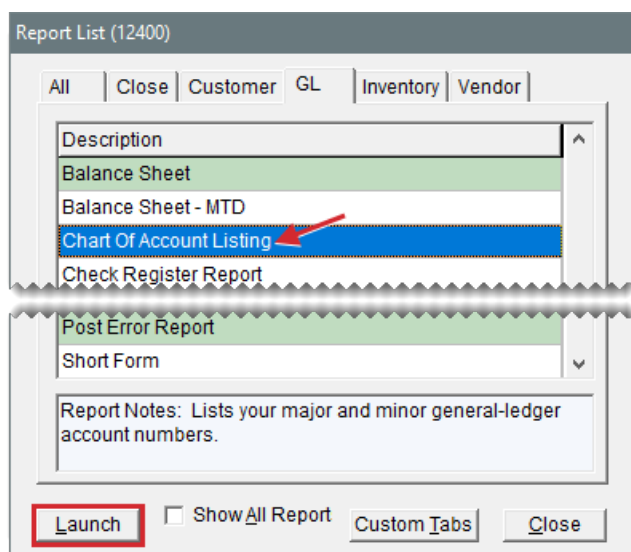 Report List (12400)
All Close Customer GL Inventory Vendor
Description
Balance Sheet
Balance Sheet - MTD
Chart Of Account Listing
Check Register Report
Post Error Report
Short Form
Report Notes: Lists your major and minor general-ledger
account numbers.
Launch Show All Report Custom Tabs Close